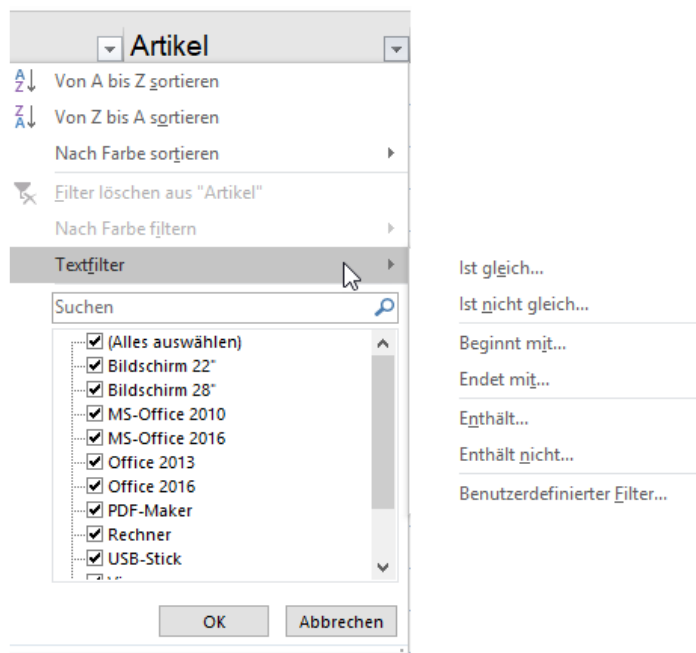 Artikel
Von A bis Z sortieren
Von Z bis A sortieren
Nach Farbe sortieren
Filter löschen aus "Artikel"
Nach Farbe filtern
Textfilter
Suchen
(Alles auswählen)
Bildschirm 22"
Bildschirm 28"
MS-Office 2010
MS-Office 2016
Office 2013
Office 2016
PDF-Maker
Rechner
USB-Stick
OK
Abbrechen
Ist gleich...
Ist nicht gleich...
Beginnt mit...
Endet mit...
Enthält...
Enthält nicht...
Benutzerdefinierter Filter...